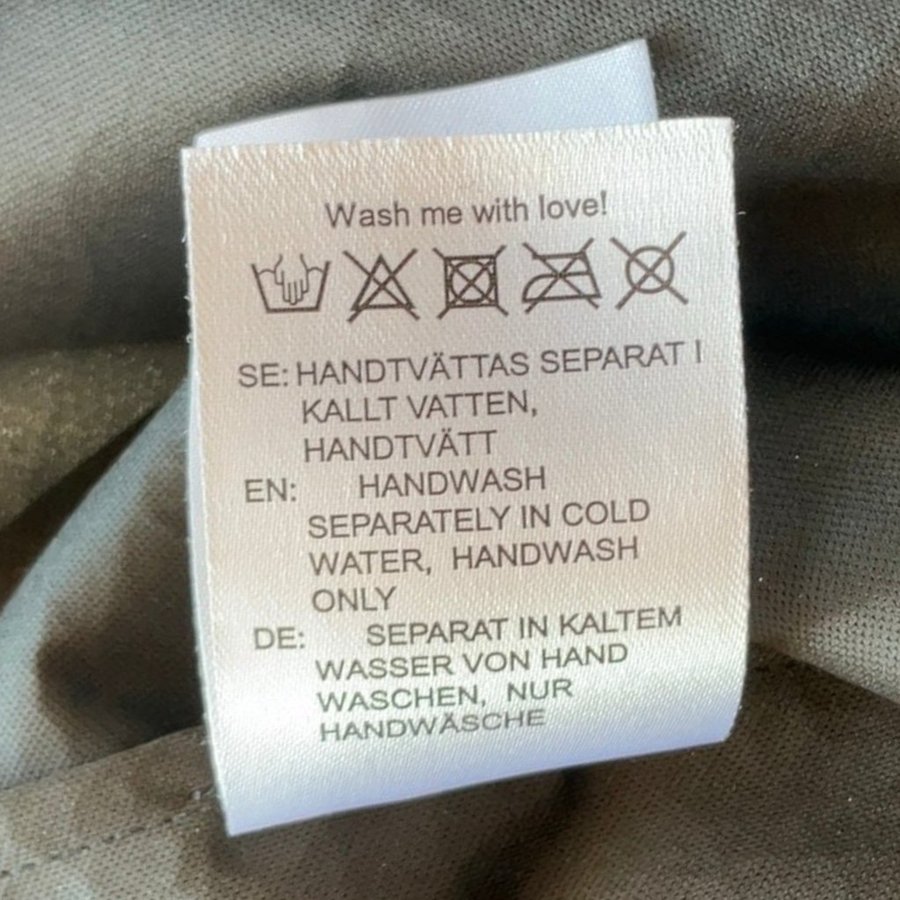 Wash me with love!
SE: HANDTVÄTTAS SEPARAT I
KALLT VATTEN,
HANDTVÄTT
EN: HANDWASH
SEPARATELY IN COLD
WATER, HANDWASH
ONLY
DE: SEPARAT IN KALTEM
WASSER VON HAND
WASCHEN, NUR
HANDWÄSCHE